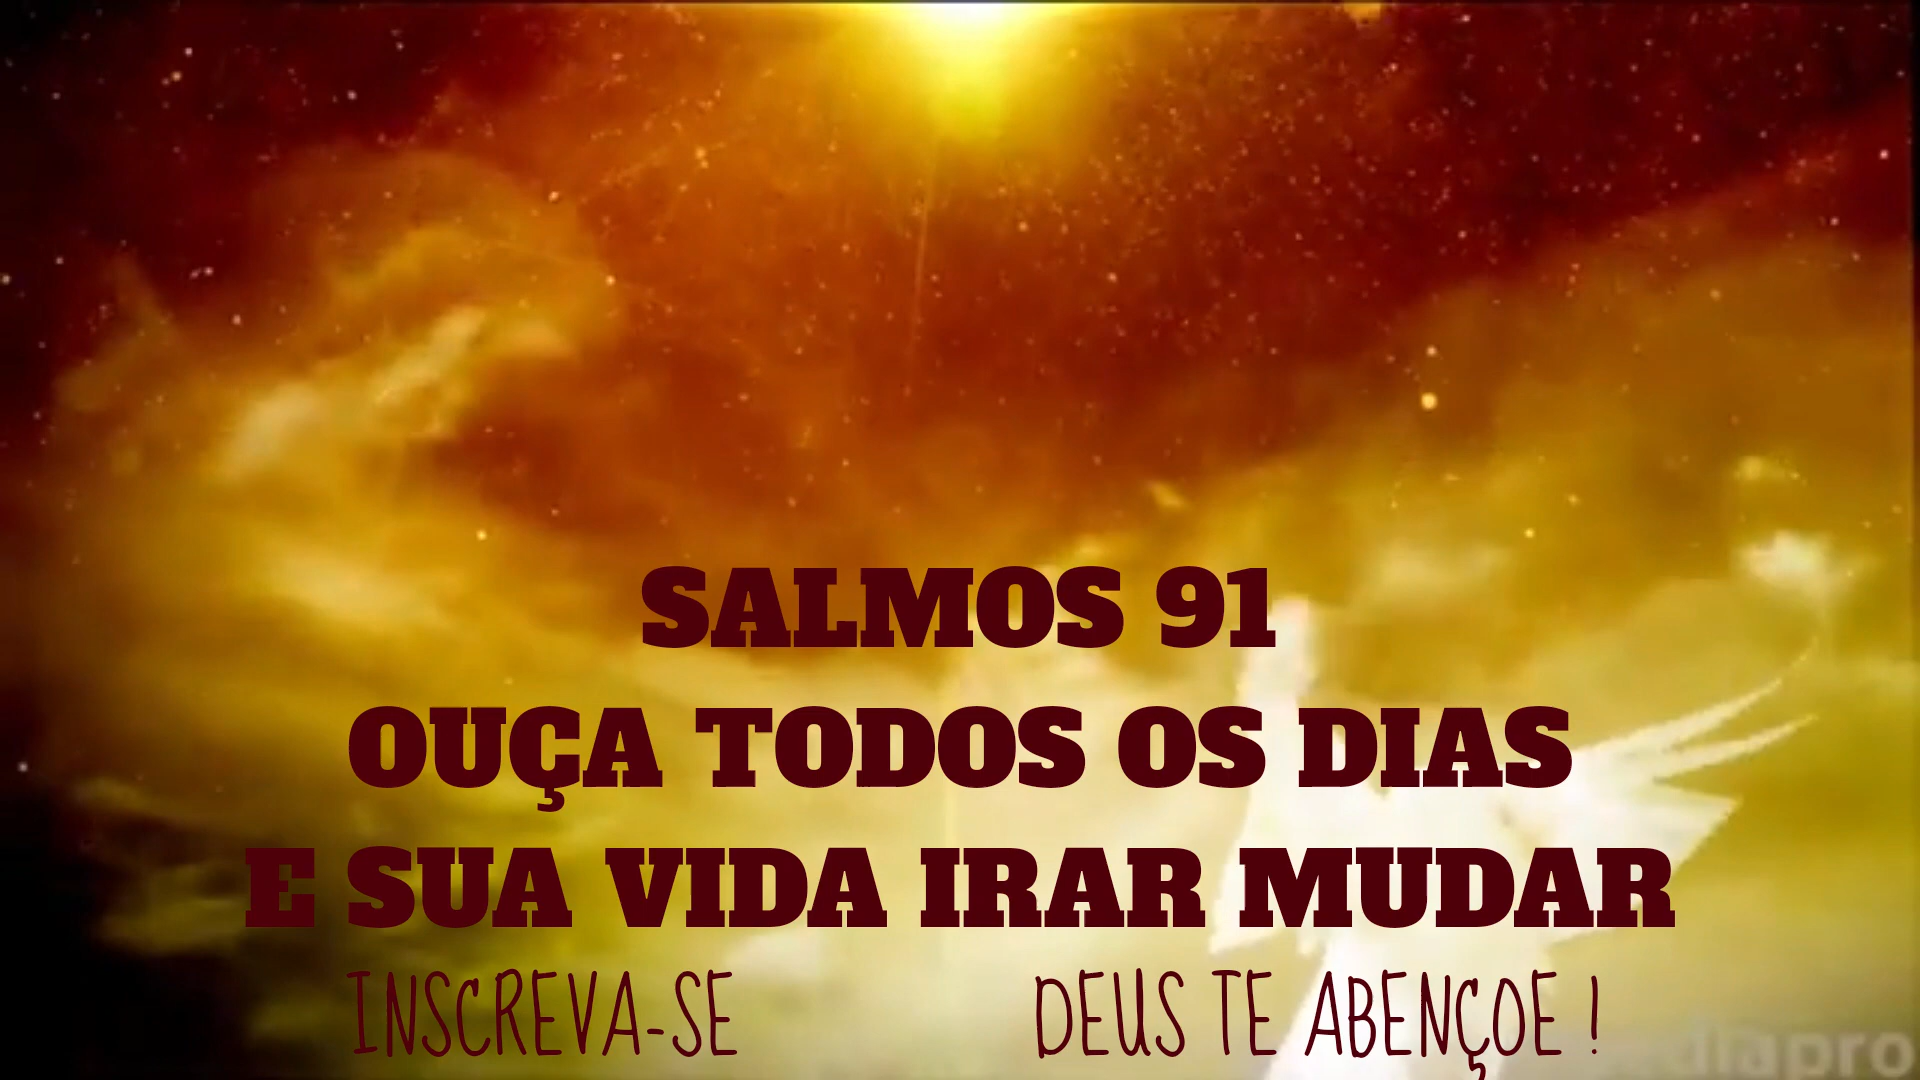 SALMOS 91
OUÇA TODOS OS DIAS
E SUA VIDA IRAR MUDAR
INSCREVA-SE DEUS TE ABENÇOE !